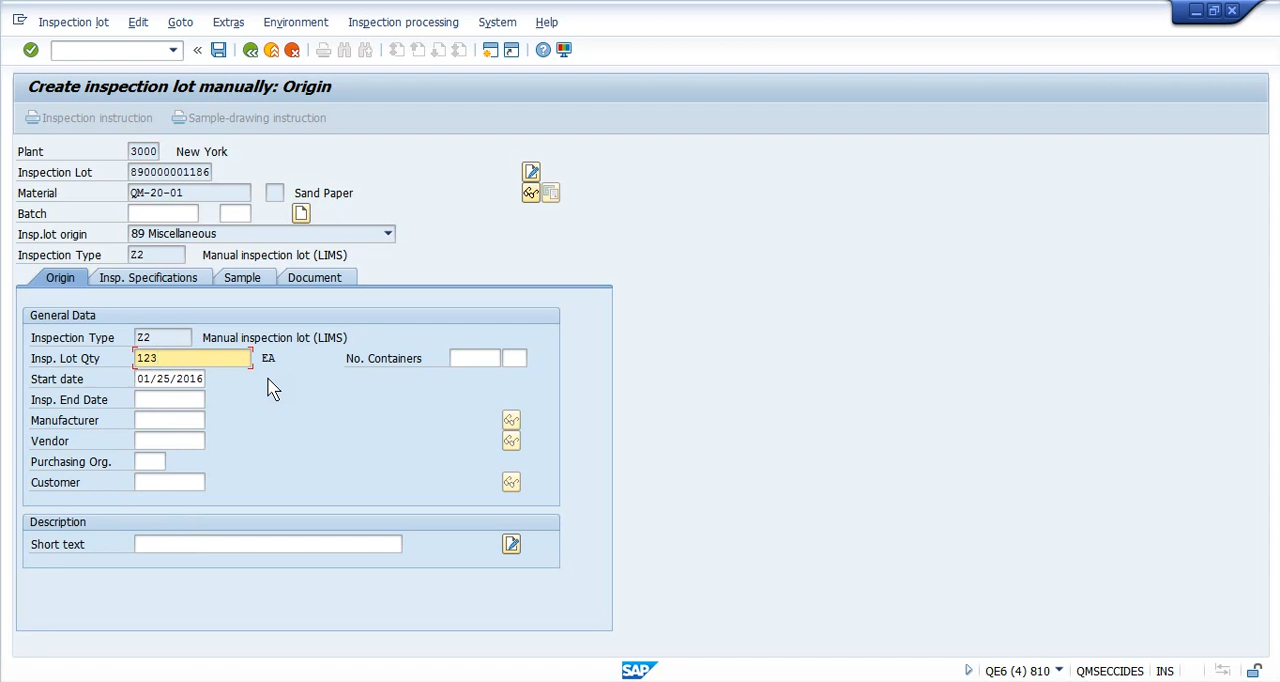 Inspection lot Edit Goto Extras Environment Inspection processing System Help
Create inspection lot manually: Origin
Inspection instruction Sample-drawing instruction
Plant 3000 New York
Inspection Lot 890000001186
Material QM-20-01 Sand Paper
Batch
Insp.lot origin 89 Miscellaneous
Inspection Type Z2 Manual inspection lot (LIMS)
Origin Insp. Specifications Sample Document
General Data
Inspection Type Z2 Manual inspection lot (LIMS)
Insp. Lot Qty 123 EA No. Containers
Start date 01/25/2016
Insp. End Date
Manufacturer
Vendor
Purchasing Org.
Customer
Description
Short text
SAP QE6 (4) 810 QMSECCIDES INS